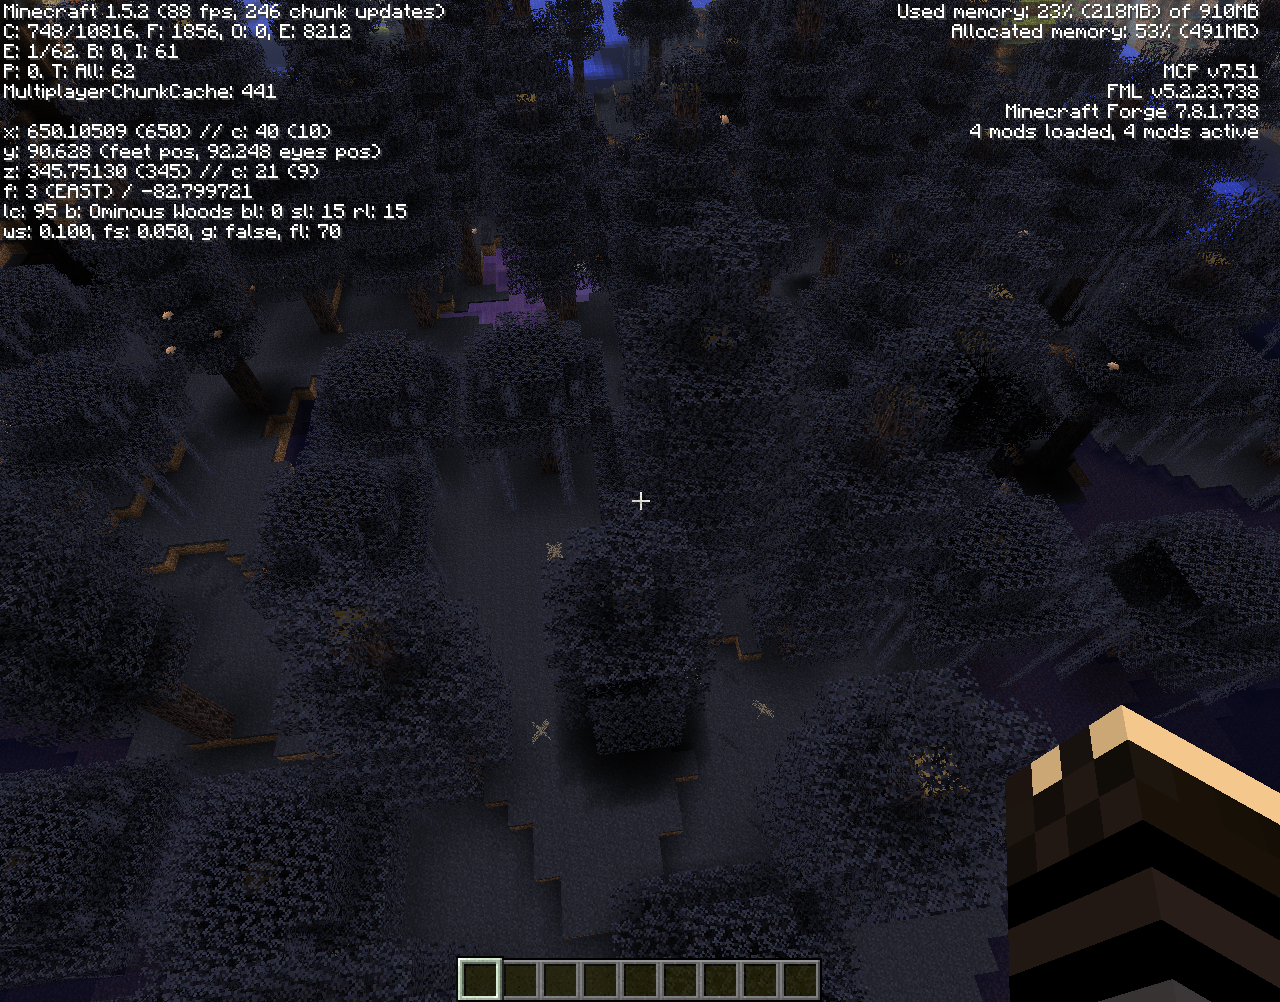 Minecraft 1.5.2 (88 fps, 246 chunk updates)
C: 748/10816. F: 1856, O: 0, E: 8212
E: 1/62. B: 0, I: 61
P: 0. T: All: 62
MultiplayerChunkCache: 441
x: 650.10509 (650) // c: 40 (10)
y: 90.628 (feet pos, 92.248 eyes pos)
z: 345.75130 (345) // c: 21 (9)
f: 3 (EAST) / -82.799721
lc: 95 b: Ominous Woods bl: 0 sl: 15 rl: 15
ws: 0.100, fs: 0.050, g: false, fl: 70
Used memory: 23% (218MB) of 910MB
Allocated memory: 53% (491MB)
MCP v7.51
FML v5.2.23.738
Minecraft Forge 7.8.1.738
4 mods loaded, 4 mods active